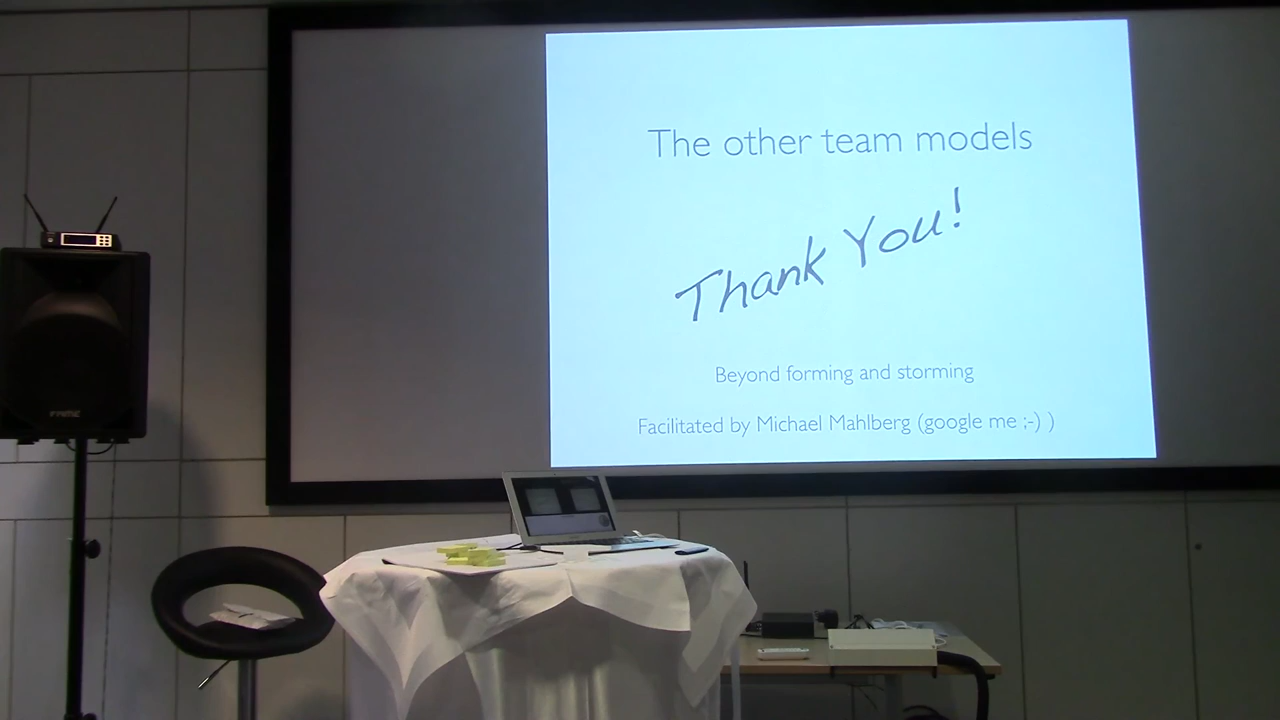 The other team models
Thank You!
Beyond forming and storming
Facilitated by Michael Mahlberg (google me ;-) )